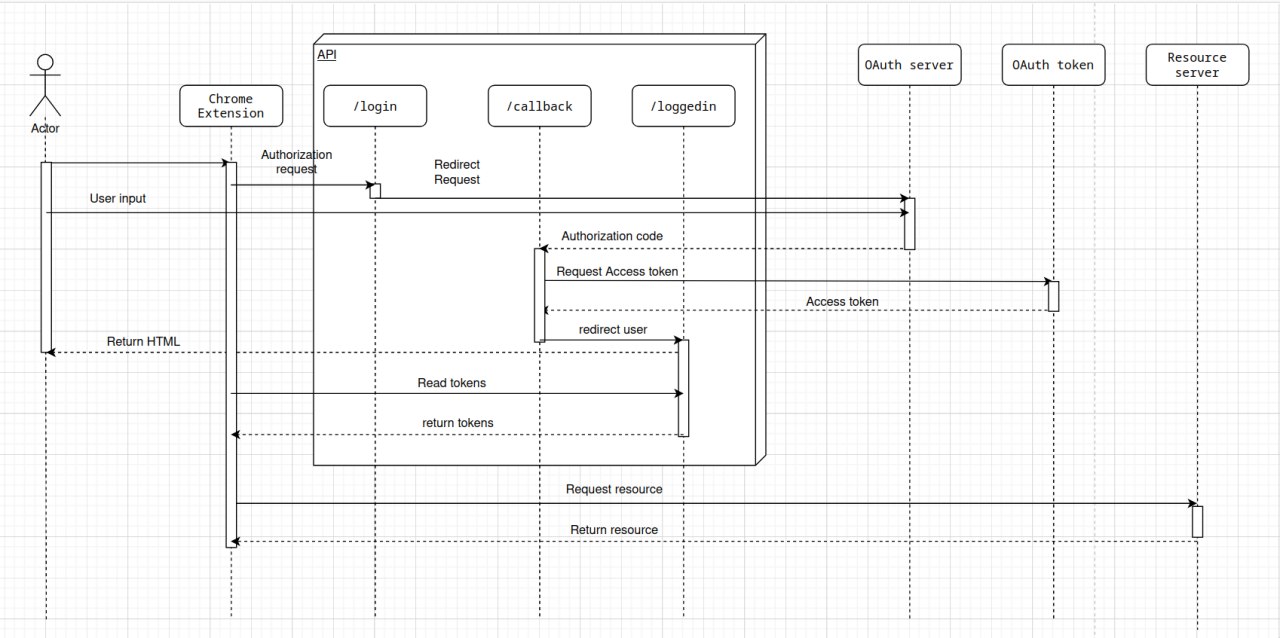 API
OAuth server
OAuth token
Resource
server
Chrome
Extension
/login
/callback
/loggedin
Actor
Authorization
request
Redirect
Request
User input
Authorization code
Request Access token
Access token
redirect user
Return HTML
Read tokens
return tokens
Request resource
Return resource